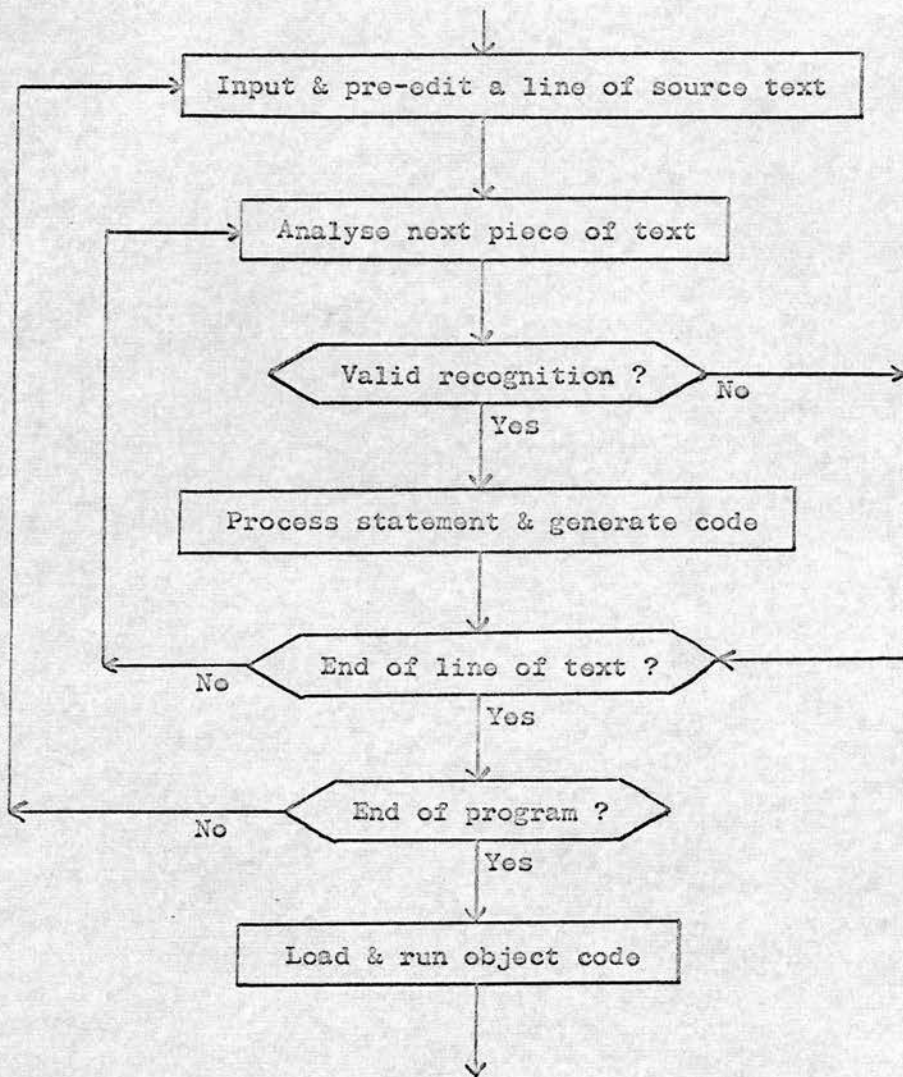 Input & pre-edit a line of source text
Analyse next piece of text
Valid recognition ?
No
Yes
Process statement & generate code
End of line of text ?
No
Yes
End of program ?
No
Yes
Load & run object code